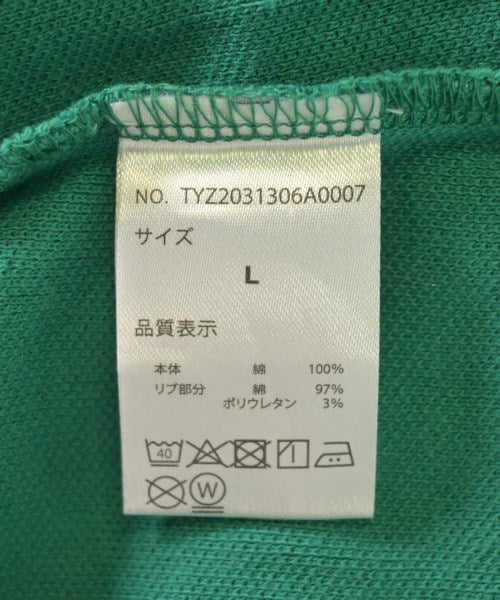 NO. TYZ2031306A0007
サイズ
L
品質表示
本体 綿 100%
リブ部分 綿 97%
ポリウレタン 3%
40
W